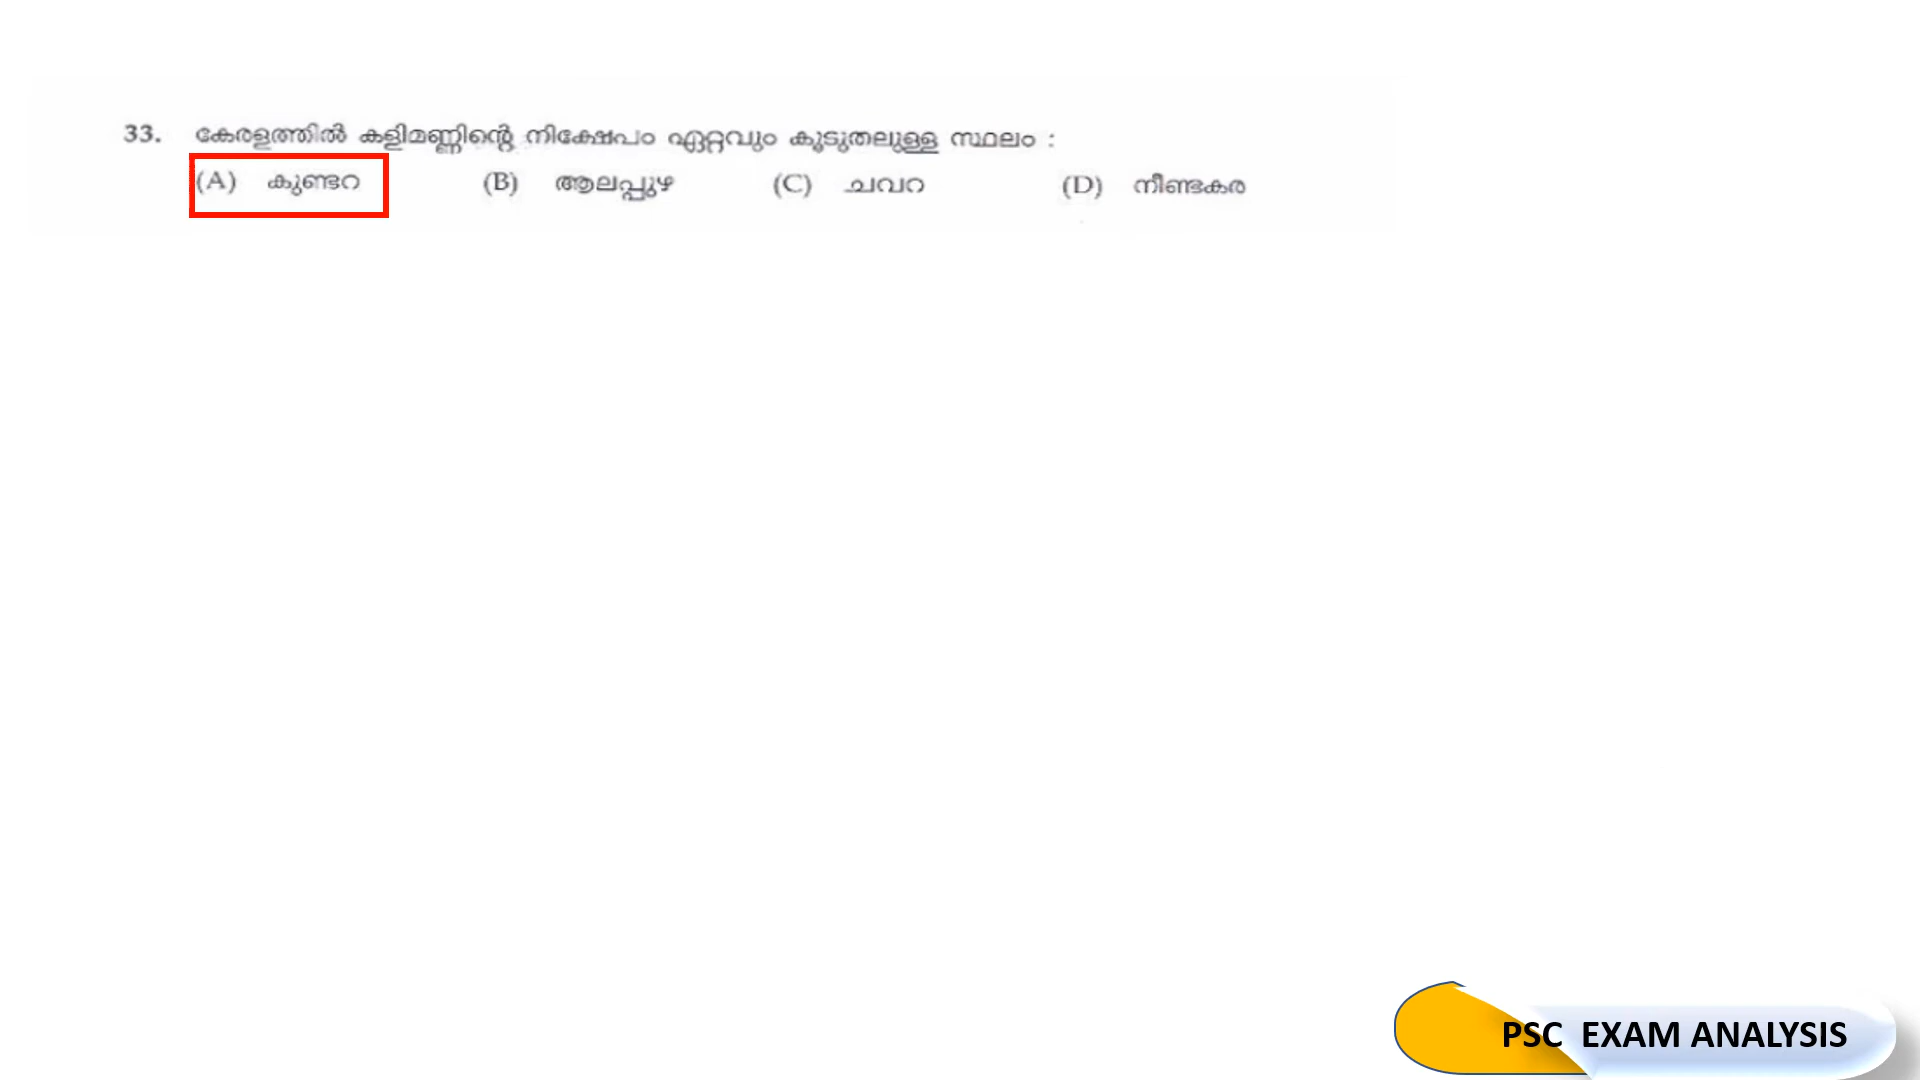 33. കേരളത്തിൽ കളിമണ്ണിന്റെ നിക്ഷേപം ഏറ്റവും കൂടുതലുള്ള സ്ഥലം :
(A) കുണ്ടറ (B) ആലപ്പുഴ (C) ചവറ (D) നീണ്ടകര
PSC EXAM ANALYSIS